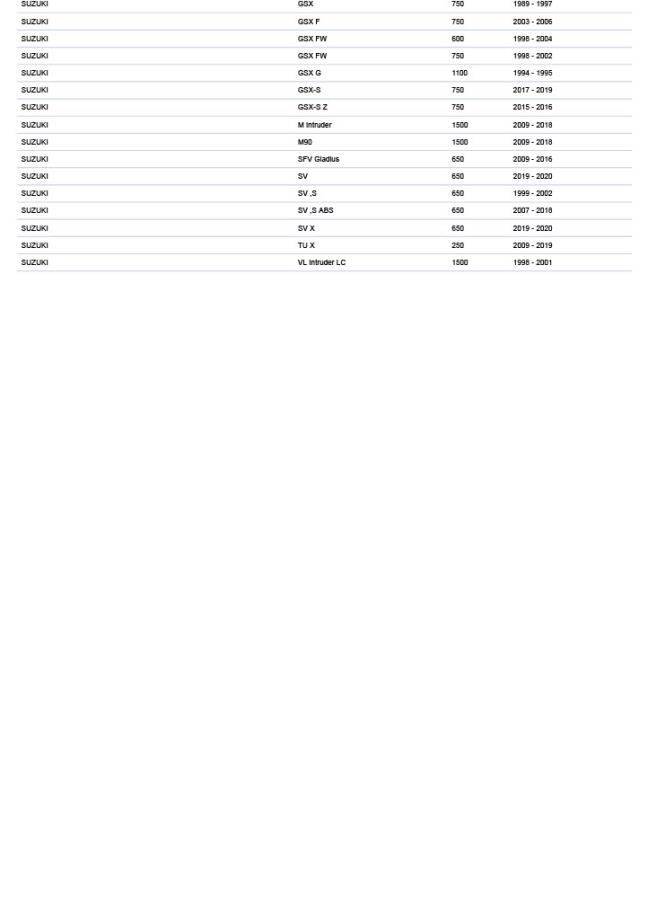 SUZUKI GSX 750 1989 - 1997
SUZUKI GSX F 750 2003 - 2006
SUZUKI GSX FW 600 1998 - 2004
SUZUKI GSX FW 750 1998 - 2002
SUZUKI GSX G 1100 1994 - 1995
SUZUKI GSX-S 750 2017 - 2019
SUZUKI GSX-S Z 750 2015 - 2016
SUZUKI M Intruder 1500 2009 - 2018
SUZUKI M90 1500 2009 - 2018
SUZUKI SFV Gladius 650 2009 - 2016
SUZUKI SV 650 2019 - 2020
SUZUKI SV ,S 650 1999 - 2002
SUZUKI SV ,S ABS 650 2007 - 2018
SUZUKI SV X 650 2019 - 2020
SUZUKI TU X 250 2009 - 2019
SUZUKI VL Intruder LC 1500 1998 - 2001